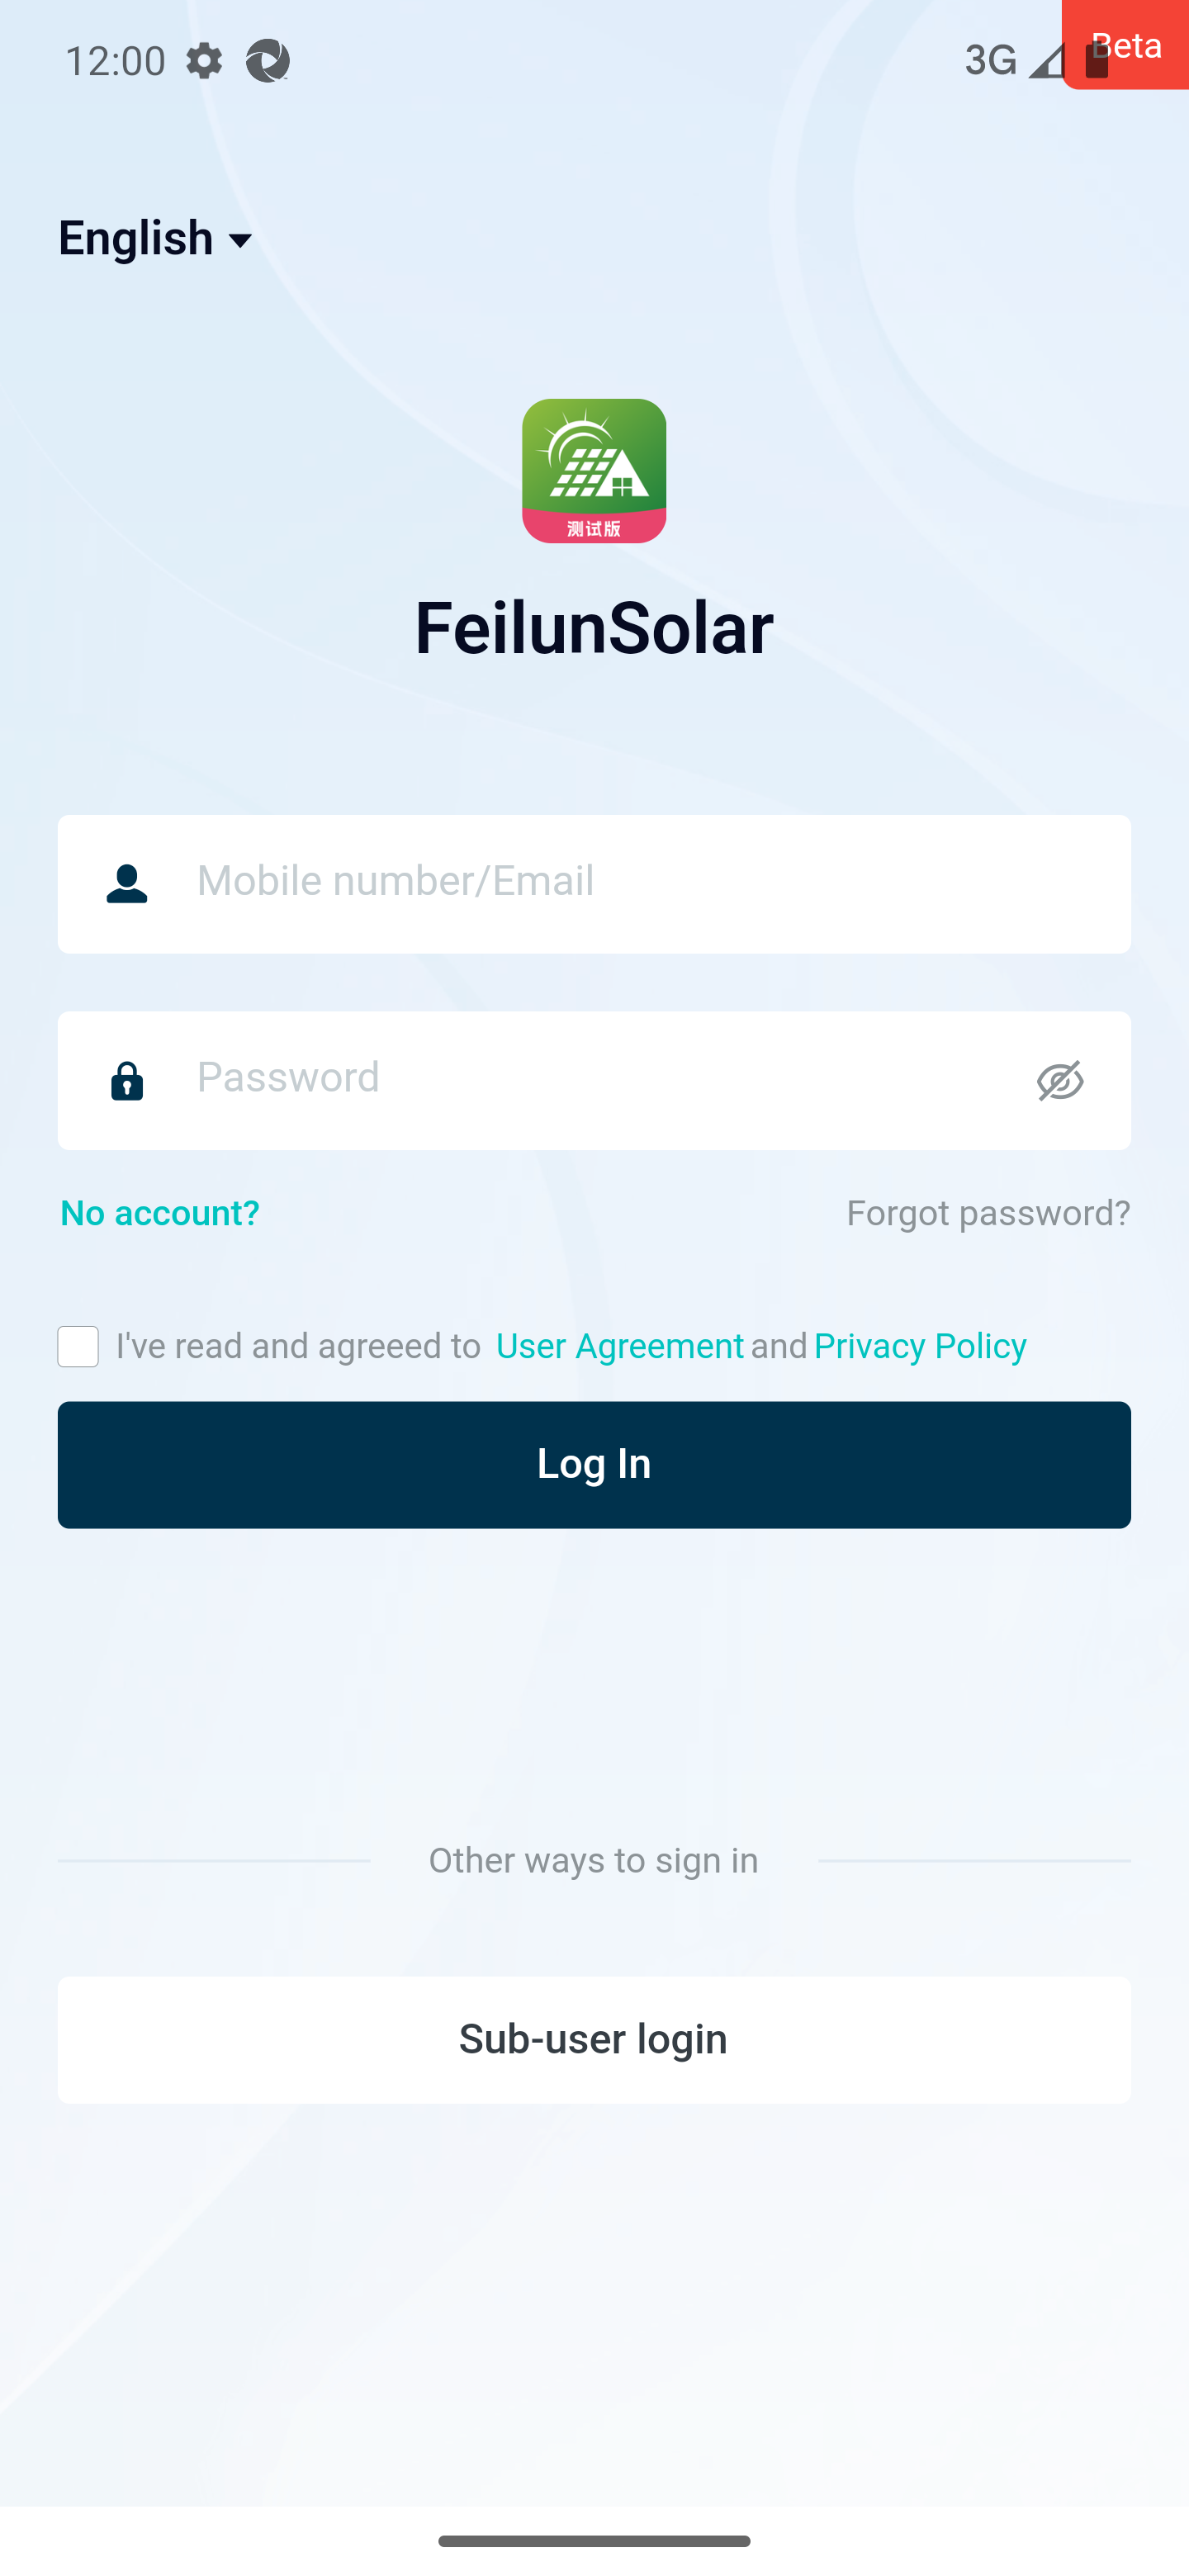 12:00
3G
Beta
English
测试版
FeilunSolar
Mobile number/Email
Password
No account?
Forgot password?
I've read and agreeed to User Agreement and Privacy Policy
Log In
Other ways to sign in
Sub-user login